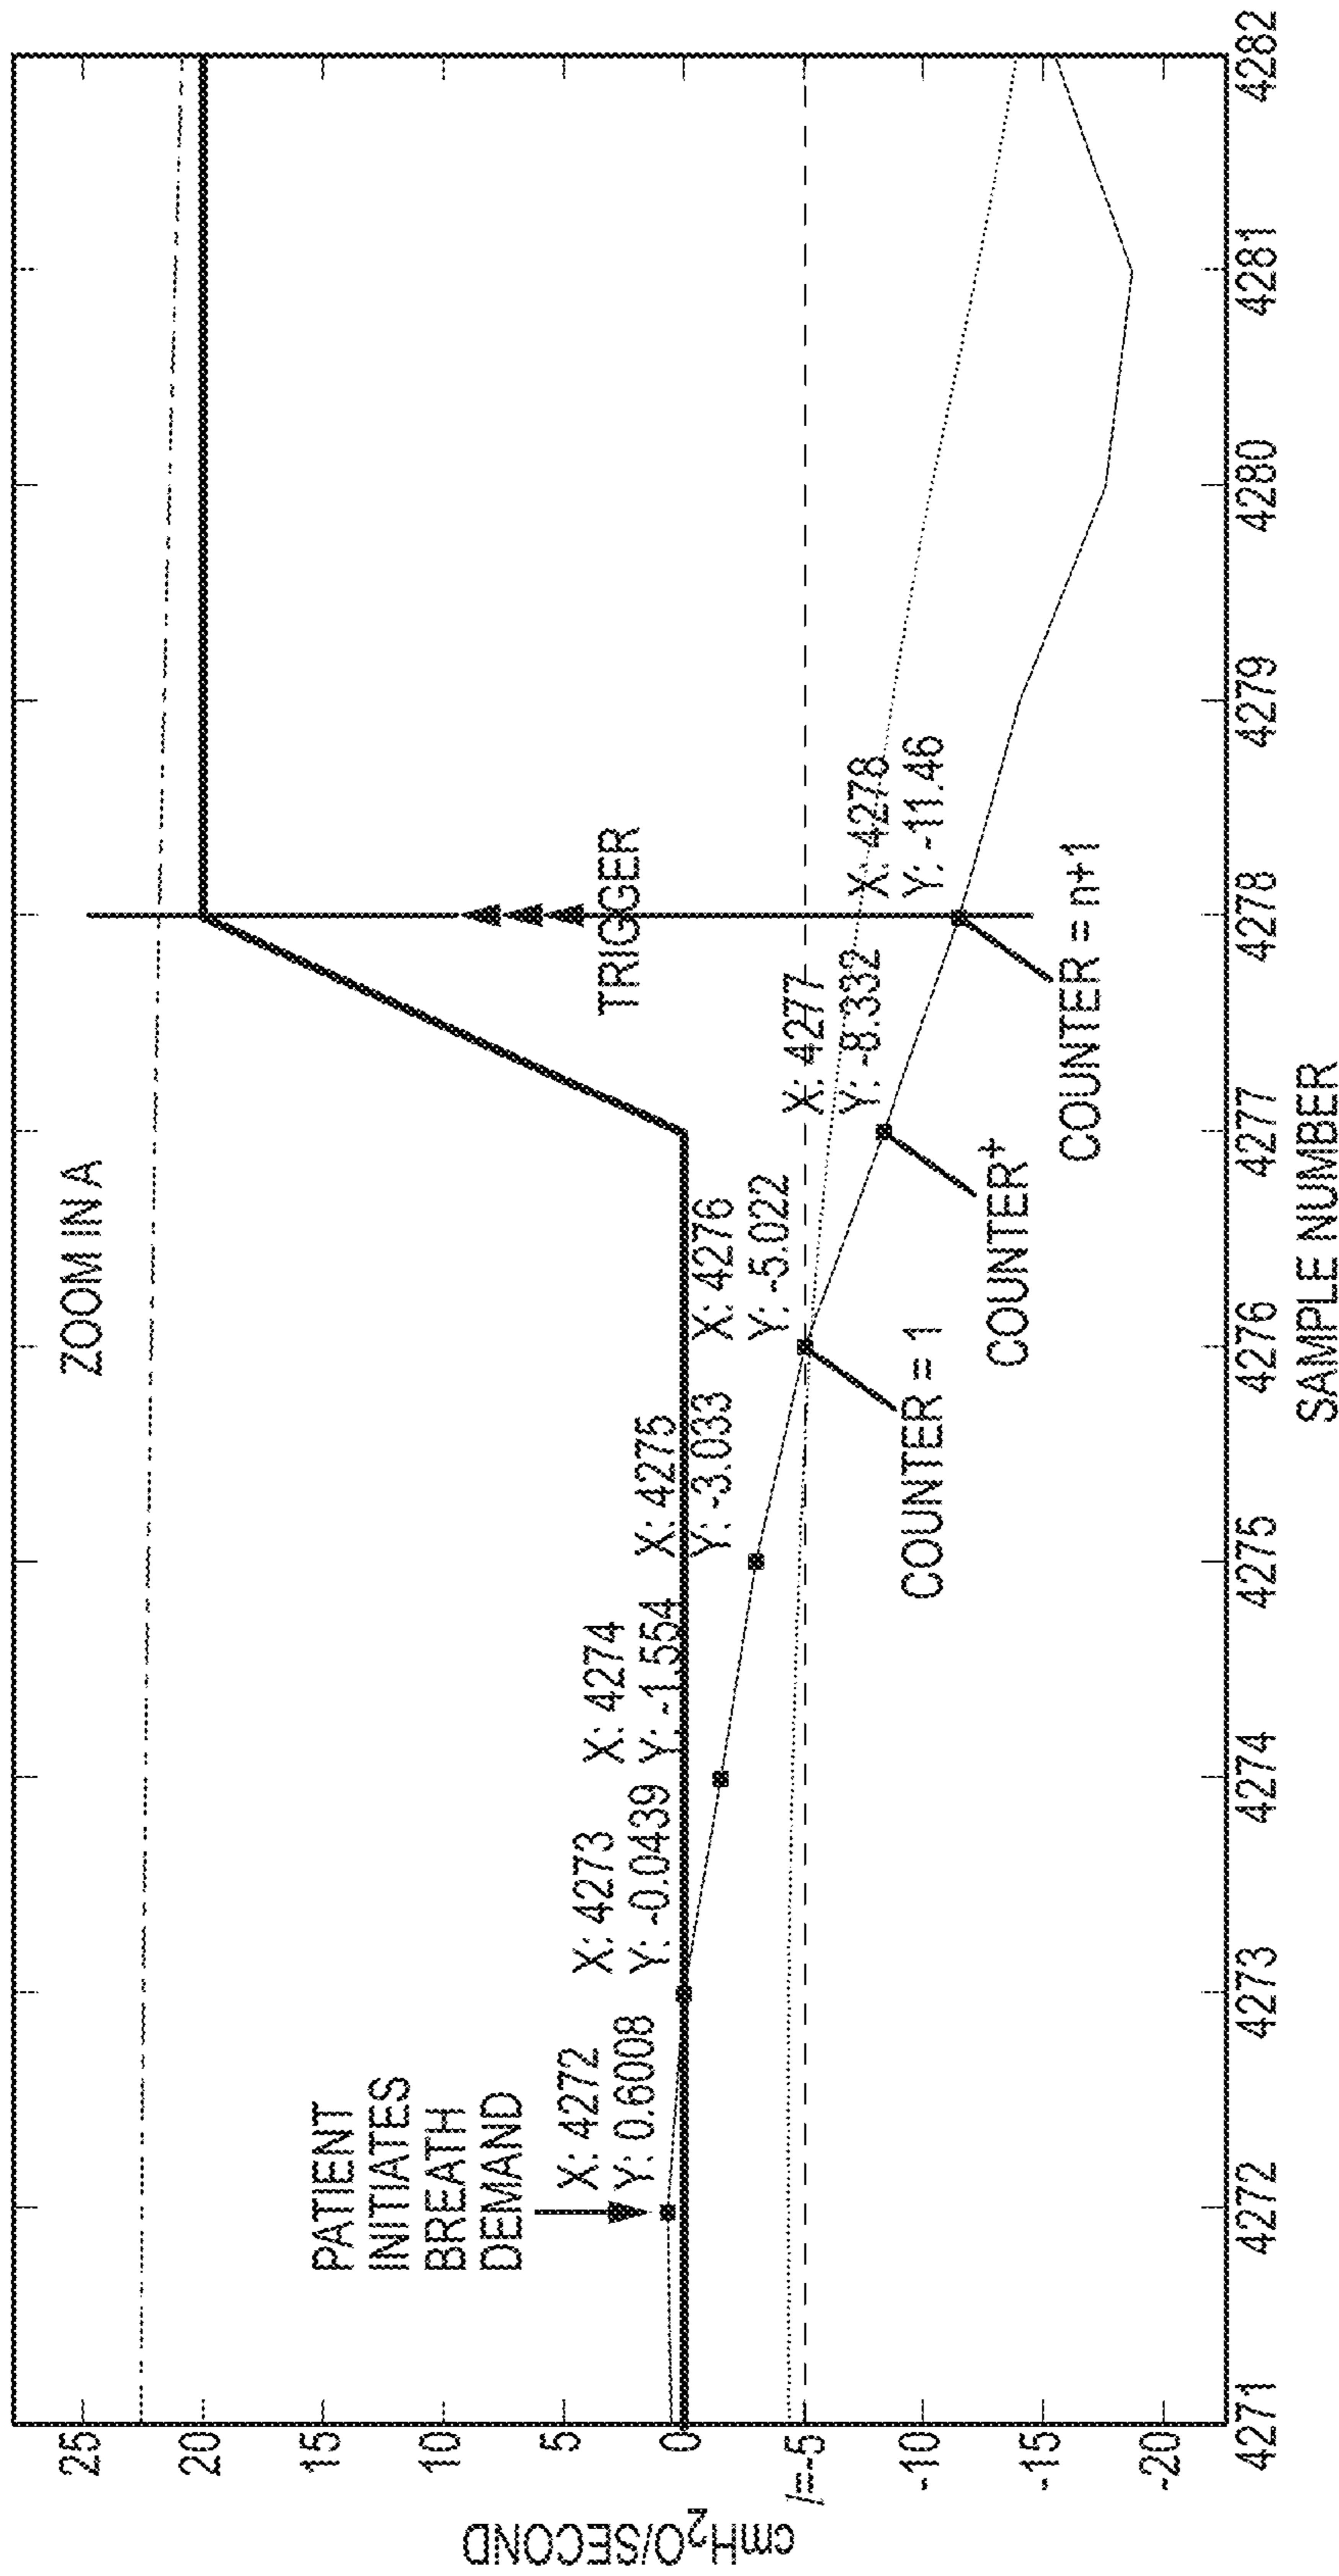 ZOOM IN A
PATIENT
INITIATES
BREATH
DEMAND
X: 4272
Y: 0.6008
X: 4273
Y: -0.0439
X: 4274
Y: -1.554
X: 4275
Y: -3.033
X: 4276
Y: -5.022
X: 4277
Y: -8.332
X: 4278
Y: -11.46
TRIGGER
COUNTER = 1
COUNTER+
COUNTER = n+1
25
20
15
10
5
0
l=-5
-10
-15
-20
cmH₂O/SECOND
4271
4272
4273
4274
4275
4276
4277
4278
4279
4280
4281
4282
SAMPLE NUMBER